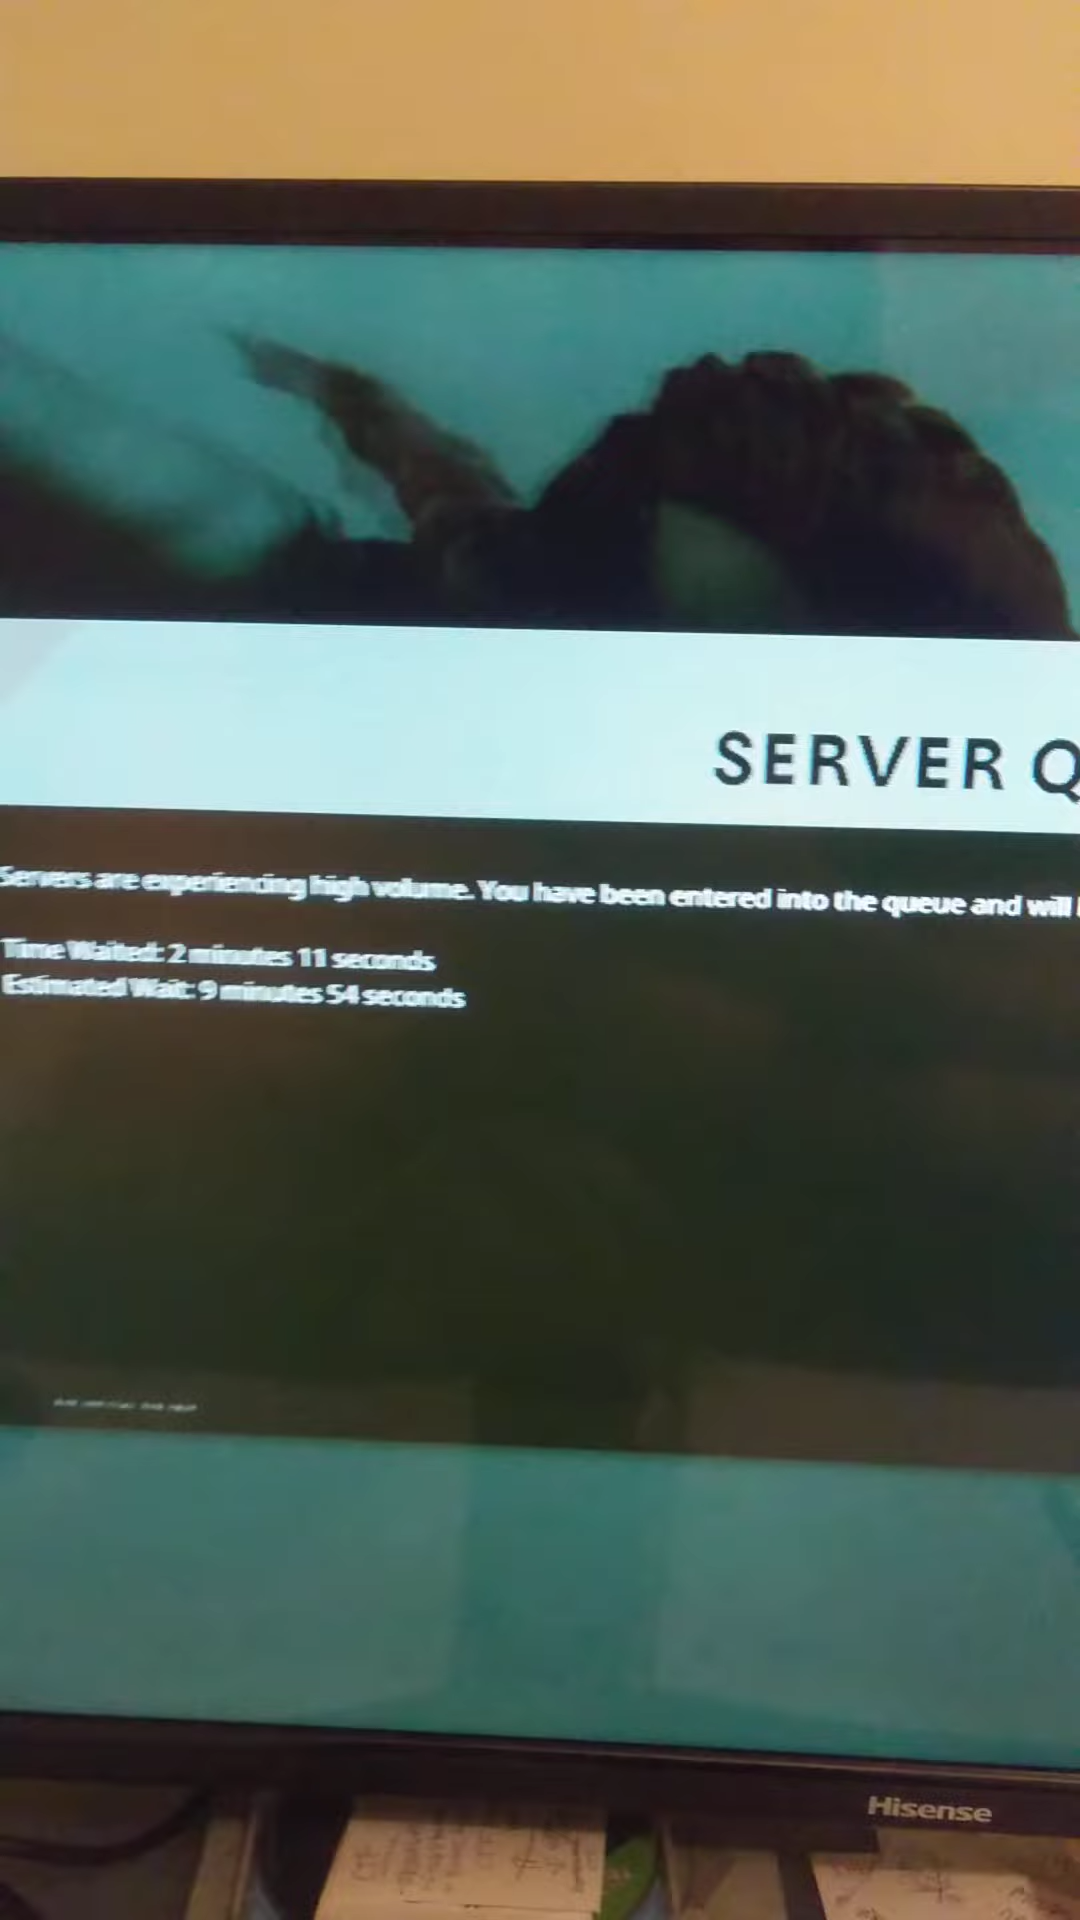 SERVER Q
Servers are experiencing high volume. You have been entered into the queue and will
Time Waited: 2 minutes 11 seconds
Estimated Wait: 9 minutes 54 seconds
Hisense